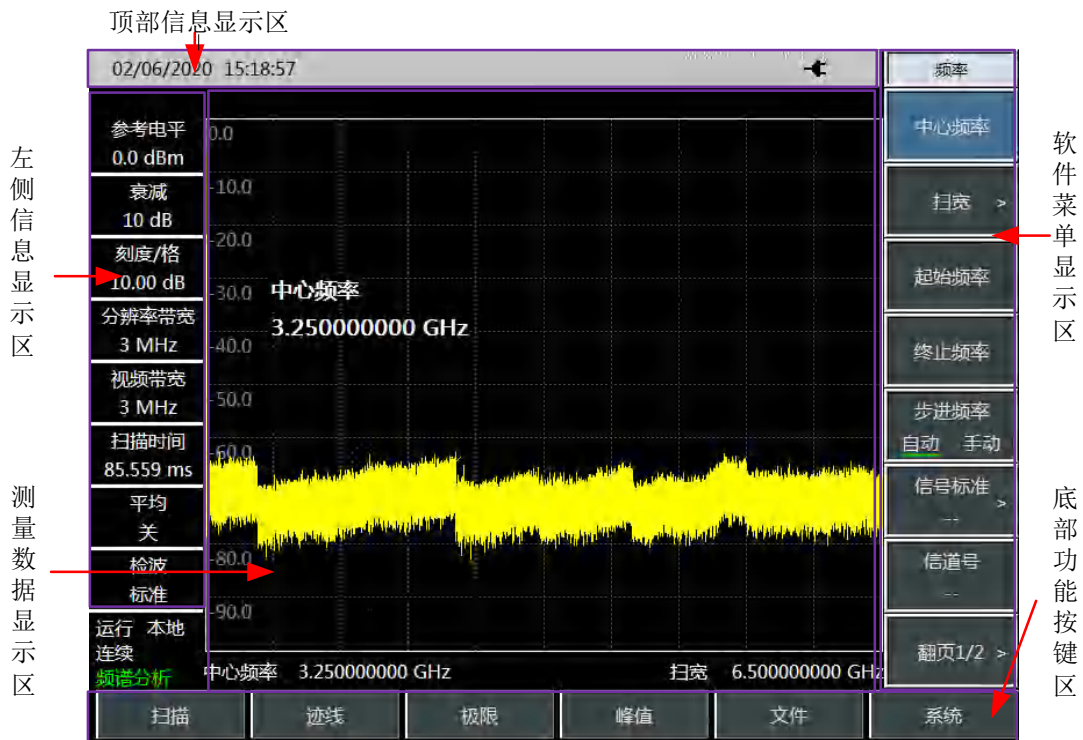 顶部信息显示区
02/06/2020 15:18:57
频率
参考电平
0.0 dBm
衰减
10 dB
刻度/格
10.00 dB
分辨率带宽
3 MHz
视频带宽
3 MHz
扫描时间
85.559 ms
平均
关
检波
标准
运行 本地
连续
频谱分析
左侧信息显示区
测量数据显示区
0.0
-10.0
-20.0
-30.0
-40.0
-50.0
-60.0
-80.0
-90.0
中心频率
3.250000000 GHz
中心频率 3.250000000 GHz
扫宽 6.500000000 GHz
中心频率
扫宽 >
起始频率
终止频率
步进频率
自动 手动
信号标准 >
--
信道号
--
翻页1/2 >
软件菜单显示区
底部功能按键区
扫描 迹线 极限 峰值 文件 系统